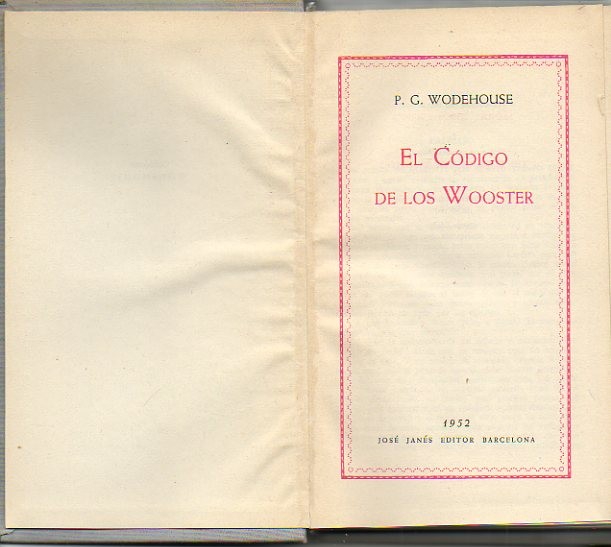 P. G. WODEHOUSE
EL CÓDIGO
DE LOS WOOSTER
1952
JOSÉ JANÉS EDITOR BARCELONA